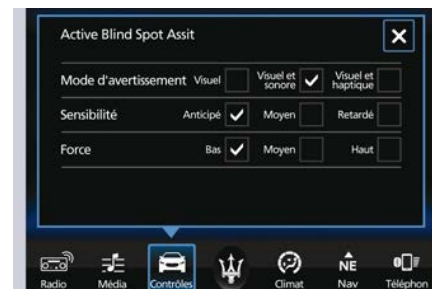 Active Blind Spot Assit
Mode d'avertissement Visuel Visuel et sonore Visuel et haptique
Sensibilité Anticipé Moyen Retardé
Force Bas Moyen Haut
NE
Radio Média Contrôles Climat Nav Téléphon